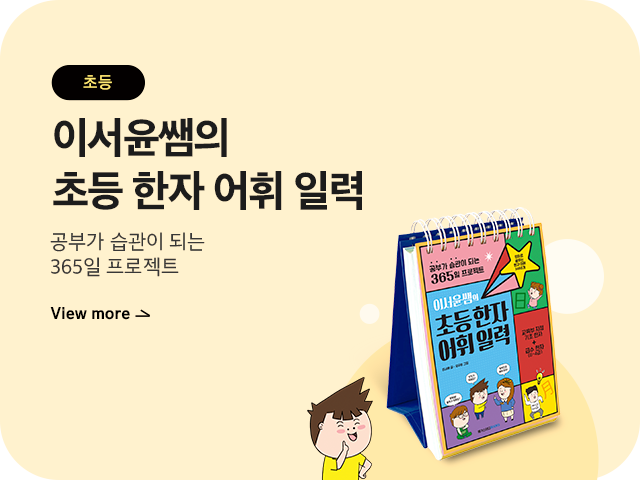 초등
이서윤쌤의
초등 한자 어휘 일력
공부가 습관이 되는
365일 프로젝트
View more
공부가 습관이 되는
365일 프로젝트
이서윤쌤의
초등 한자
어휘 일력